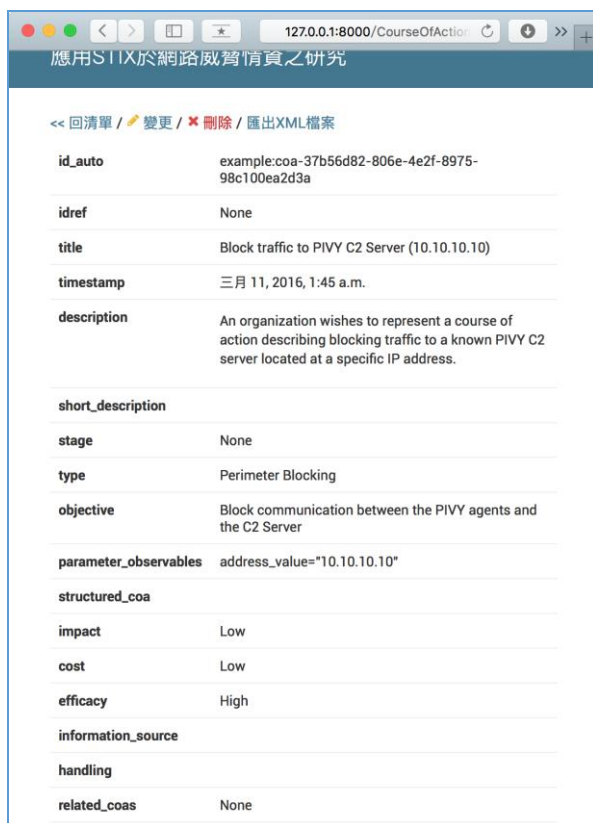 127.0.0.1:8000/CourseOfAction
應用STIX於網路威脅情資之研究
<< 回清單 / 變更 / 刪除 / 匯出XML檔案
id_auto example:coa-37b56d82-806e-4e2f-8975-
98c100ea2d3a
idref None
title Block traffic to PIVY C2 Server (10.10.10.10)
timestamp 三月 11, 2016, 1:45 a.m.
description An organization wishes to represent a course of
action describing blocking traffic to a known PIVY C2
server located at a specific IP address.
short_description
stage None
type Perimeter Blocking
objective Block communication between the PIVY agents and
the C2 Server
parameter_observables address_value="10.10.10.10"
structured_coa
impact Low
cost Low
efficacy High
information_source
handling
related_coas None